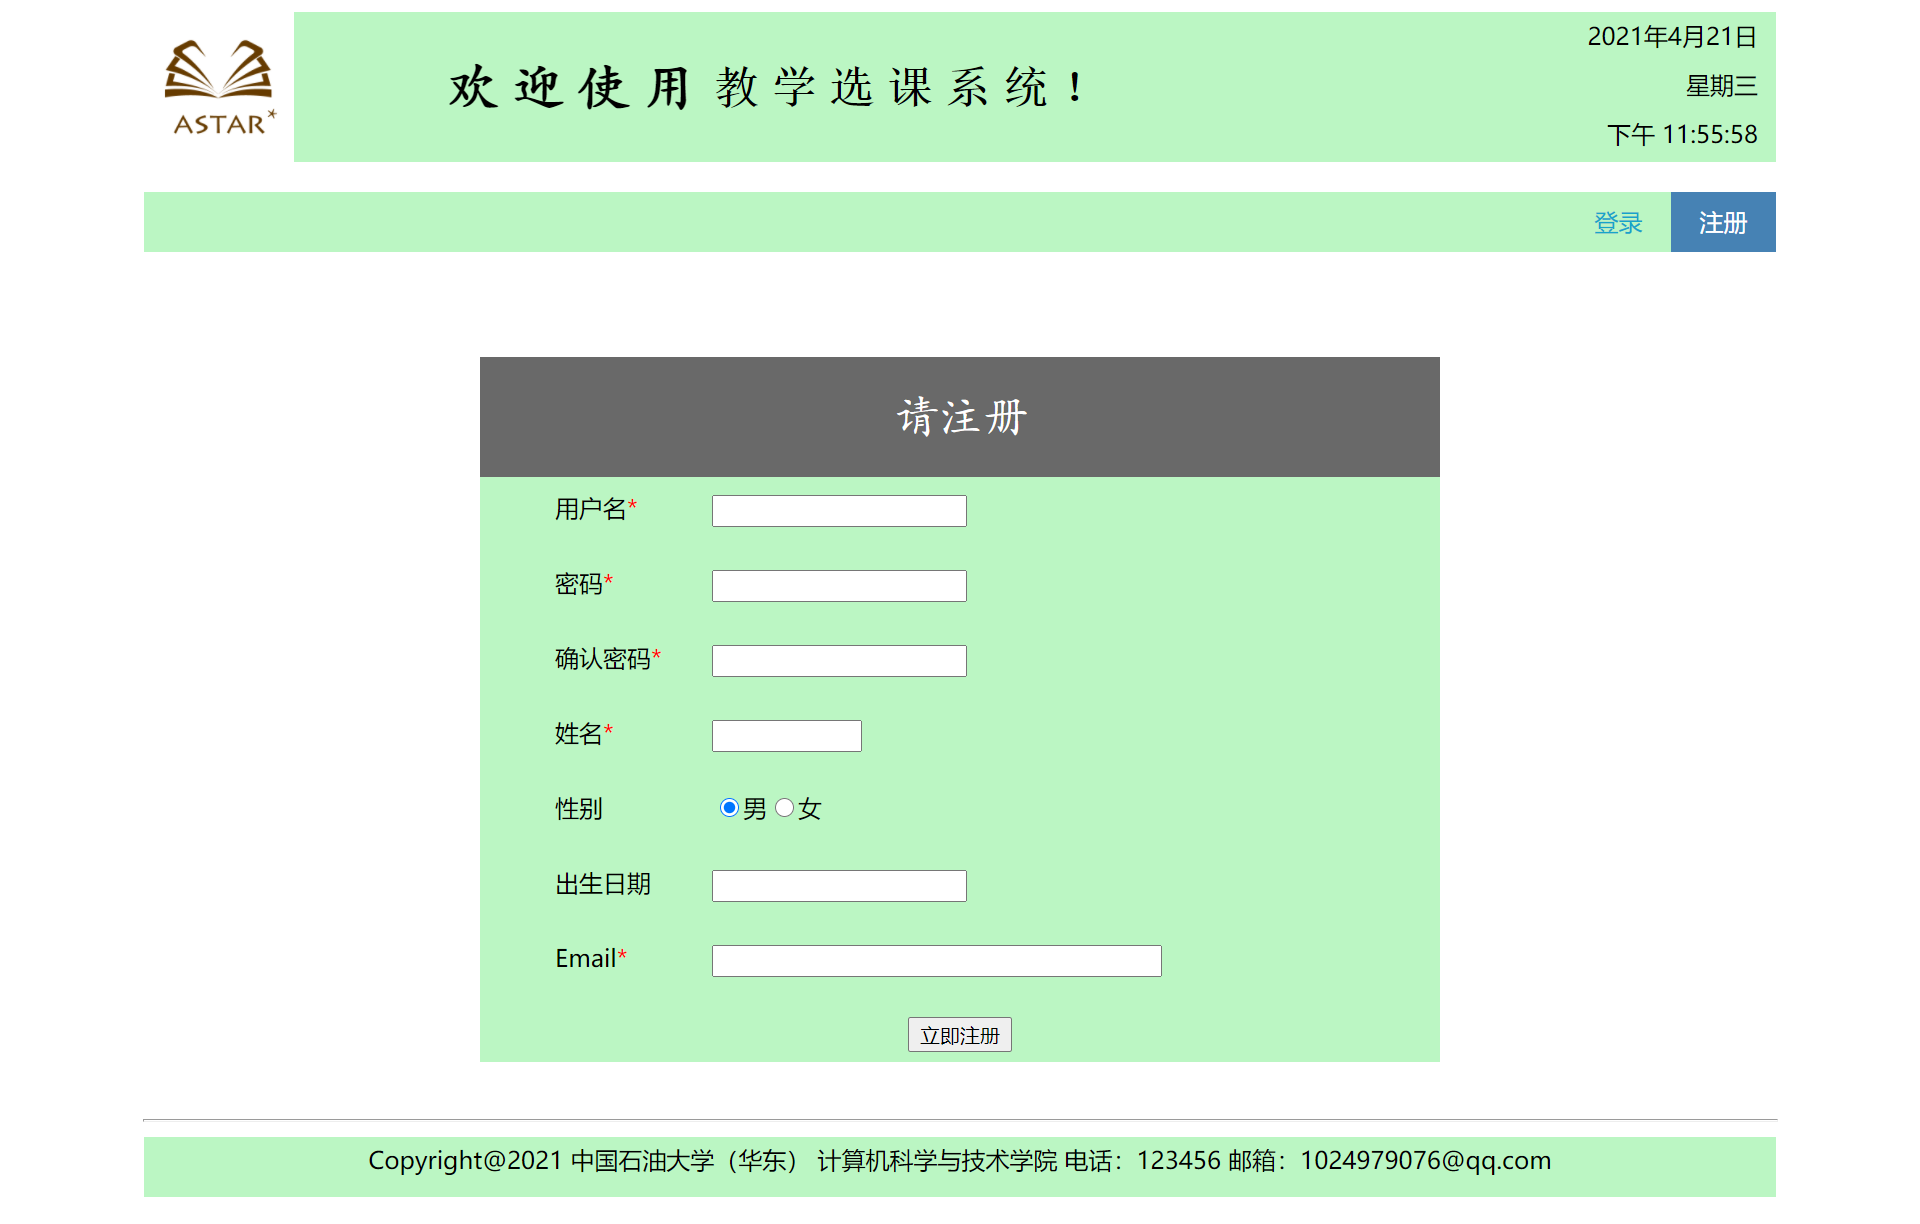 ASTAR*
欢迎使用教学选课系统！
2021年4月21日
星期三
下午 11:55:58
登录 注册
请注册
用户名*
密码*
确认密码*
姓名*
性别 男 女
出生日期
Email*
立即注册
Copyright@2021 中国石油大学（华东） 计算机科学与技术学院 电话：123456 邮箱：1024979076@qq.com